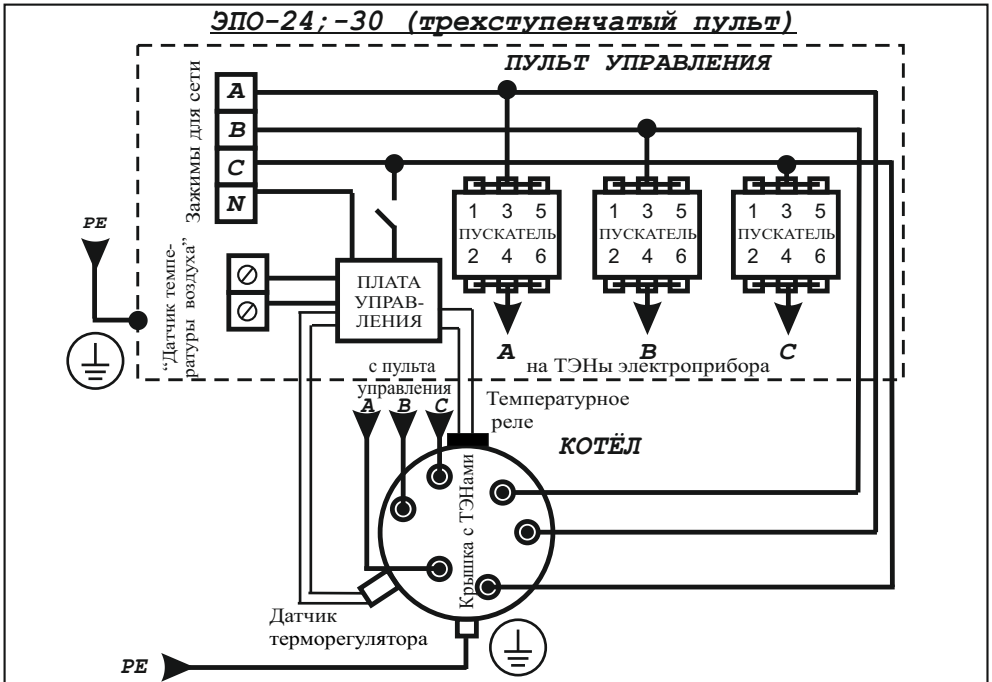 ЭПО-24; -30 (трехступенчатый пульт)
ПУЛЬТ УПРАВЛЕНИЯ
Зажимы для сети
A
B
C
N
PE
“Датчик темпе-
ратуры воздуха”
1 3 5
ПУСКАТЕЛЬ
2 4 6
1 3 5
ПУСКАТЕЛЬ
2 4 6
1 3 5
ПУСКАТЕЛЬ
2 4 6
ПЛАТА
УПРАВ-
ЛЕНИЯ
A
B
C
на ТЭНы электроприбора
с пульта
управления
A B C
Температурное
реле
КОТЁЛ
Крышка с ТЭНами
Датчик
терморегулятора
PE